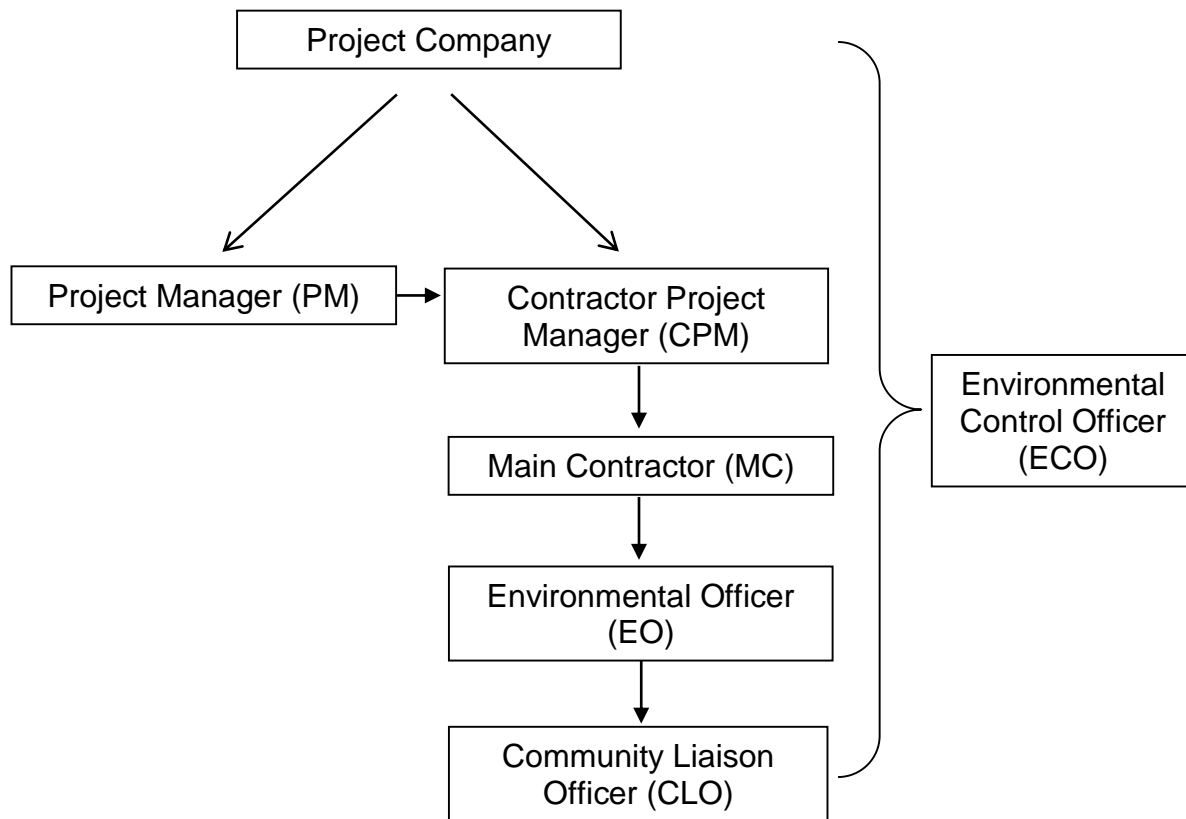 Project Company
Project Manager (PM)
Contractor Project
Manager (CPM)
Main Contractor (MC)
Environmental
Control Officer
(ECO)
Environmental Officer
(EO)
Community Liaison
Officer (CLO)